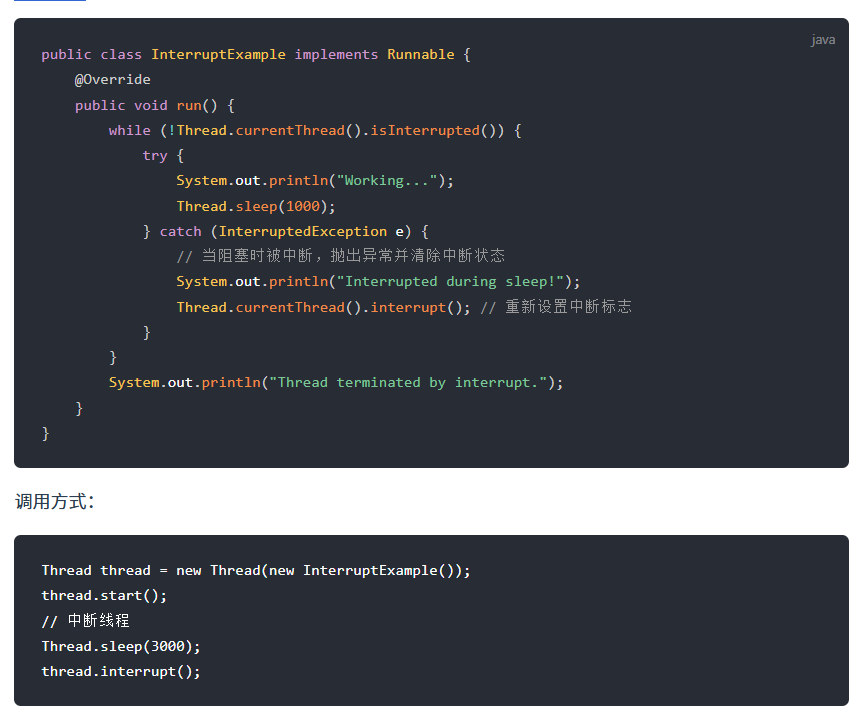 java
public class InterruptExample implements Runnable {
    @Override
    public void run() {
        while (!Thread.currentThread().isInterrupted()) {
            try {
                System.out.println("Working...");
                Thread.sleep(1000);
            } catch (InterruptedException e) {
                // 当阻塞时被中断，抛出异常并清除中断状态
                System.out.println("Interrupted during sleep!");
                Thread.currentThread().interrupt(); // 重新设置中断标志
            }
        }
        System.out.println("Thread terminated by interrupt.");
    }
}
调用方式：
Thread thread = new Thread(new InterruptExample());
thread.start();
// 中断线程
Thread.sleep(3000);
thread.interrupt();